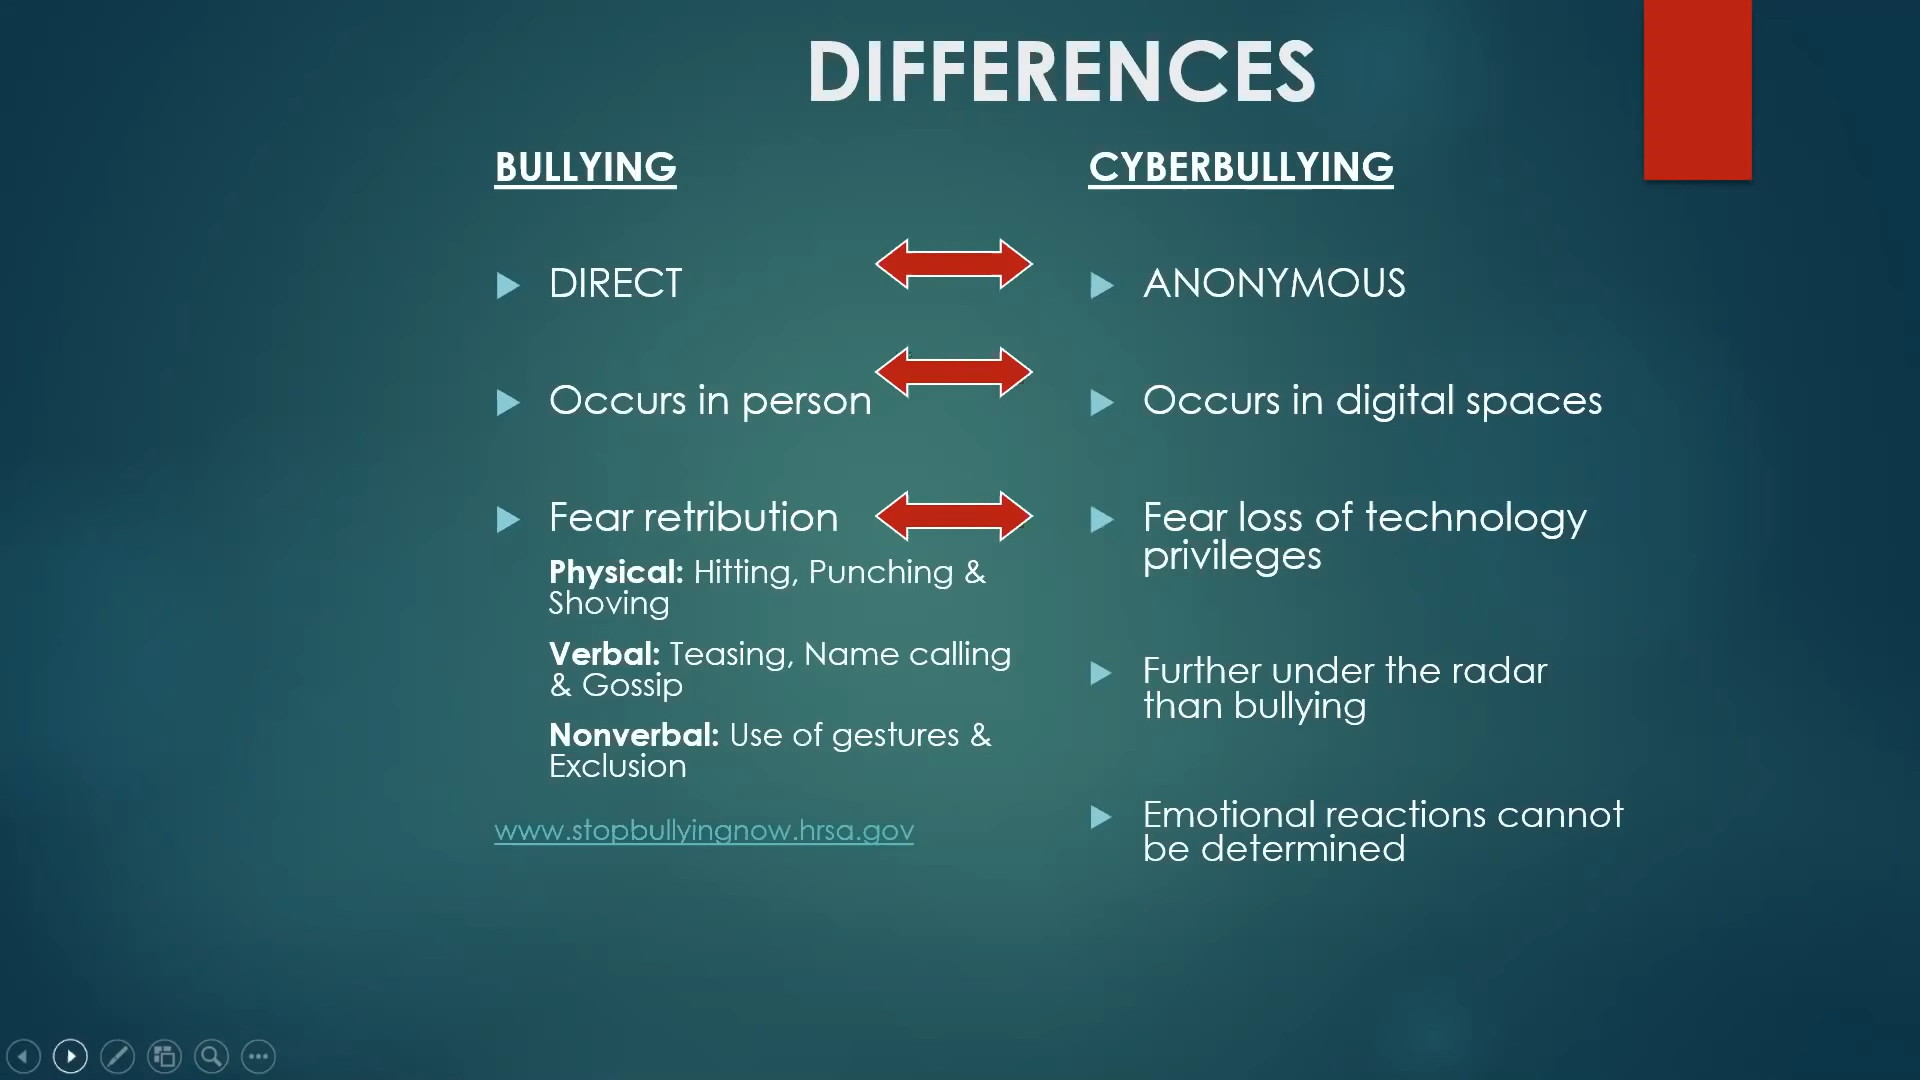 DIFFERENCES
BULLYING
DIRECT
Occurs in person
Fear retribution
Physical: Hitting, Punching &
Shoving
Verbal: Teasing, Name calling
& Gossip
Nonverbal: Use of gestures &
Exclusion
www.stopbullyingnow.hrsa.gov
CYBERBULLYING
ANONYMOUS
Occurs in digital spaces
Fear loss of technology
privileges
Further under the radar
than bullying
Emotional reactions cannot
be determined